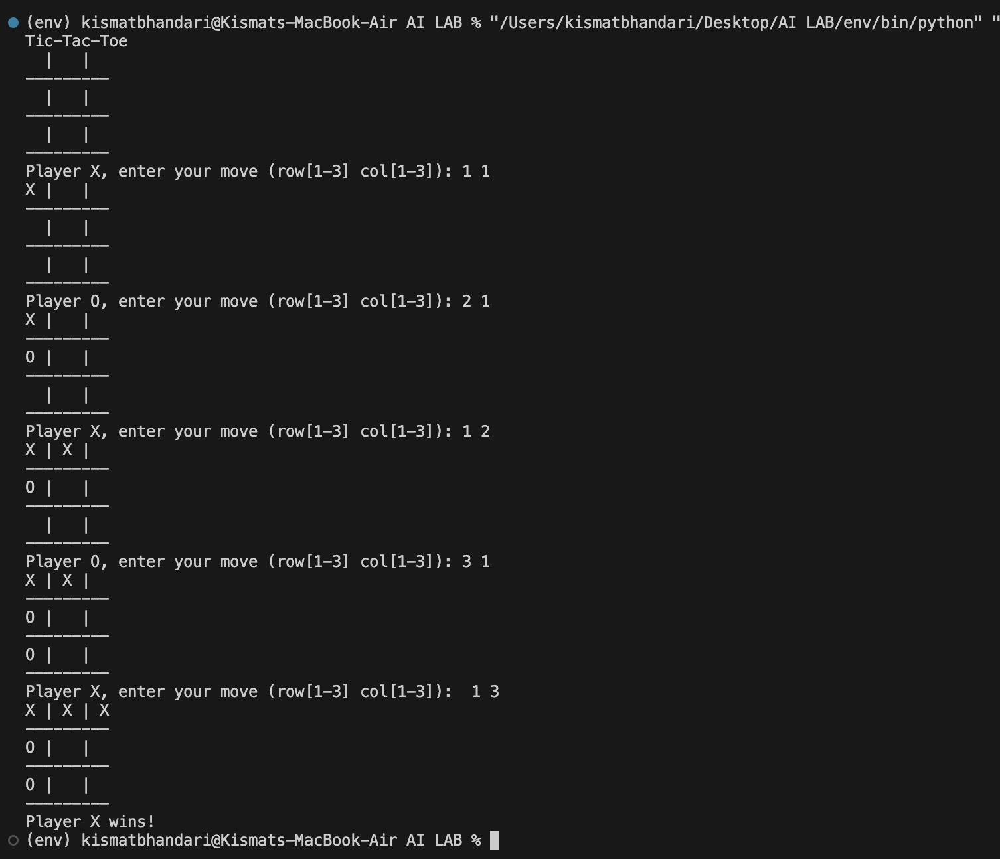 (env) kismatbhandari@Kismats-MacBook-Air AI LAB % "/Users/kismatbhandari/Desktop/AI LAB/env/bin/python" "
Tic-Tac-Toe
  |   |
---------
  |   |
---------
  |   |
---------
Player X, enter your move (row[1-3] col[1-3]): 1 1
X |   |
---------
  |   |
---------
  |   |
---------
Player O, enter your move (row[1-3] col[1-3]): 2 1
X |   |
---------
O |   |
---------
  |   |
---------
Player X, enter your move (row[1-3] col[1-3]): 1 2
X | X |
---------
O |   |
---------
  |   |
---------
Player O, enter your move (row[1-3] col[1-3]): 3 1
X | X |
---------
O |   |
---------
O |   |
---------
Player X, enter your move (row[1-3] col[1-3]):  1 3
X | X | X
---------
O |   |
---------
O |   |
---------
Player X wins!
(env) kismatbhandari@Kismats-MacBook-Air AI LAB %